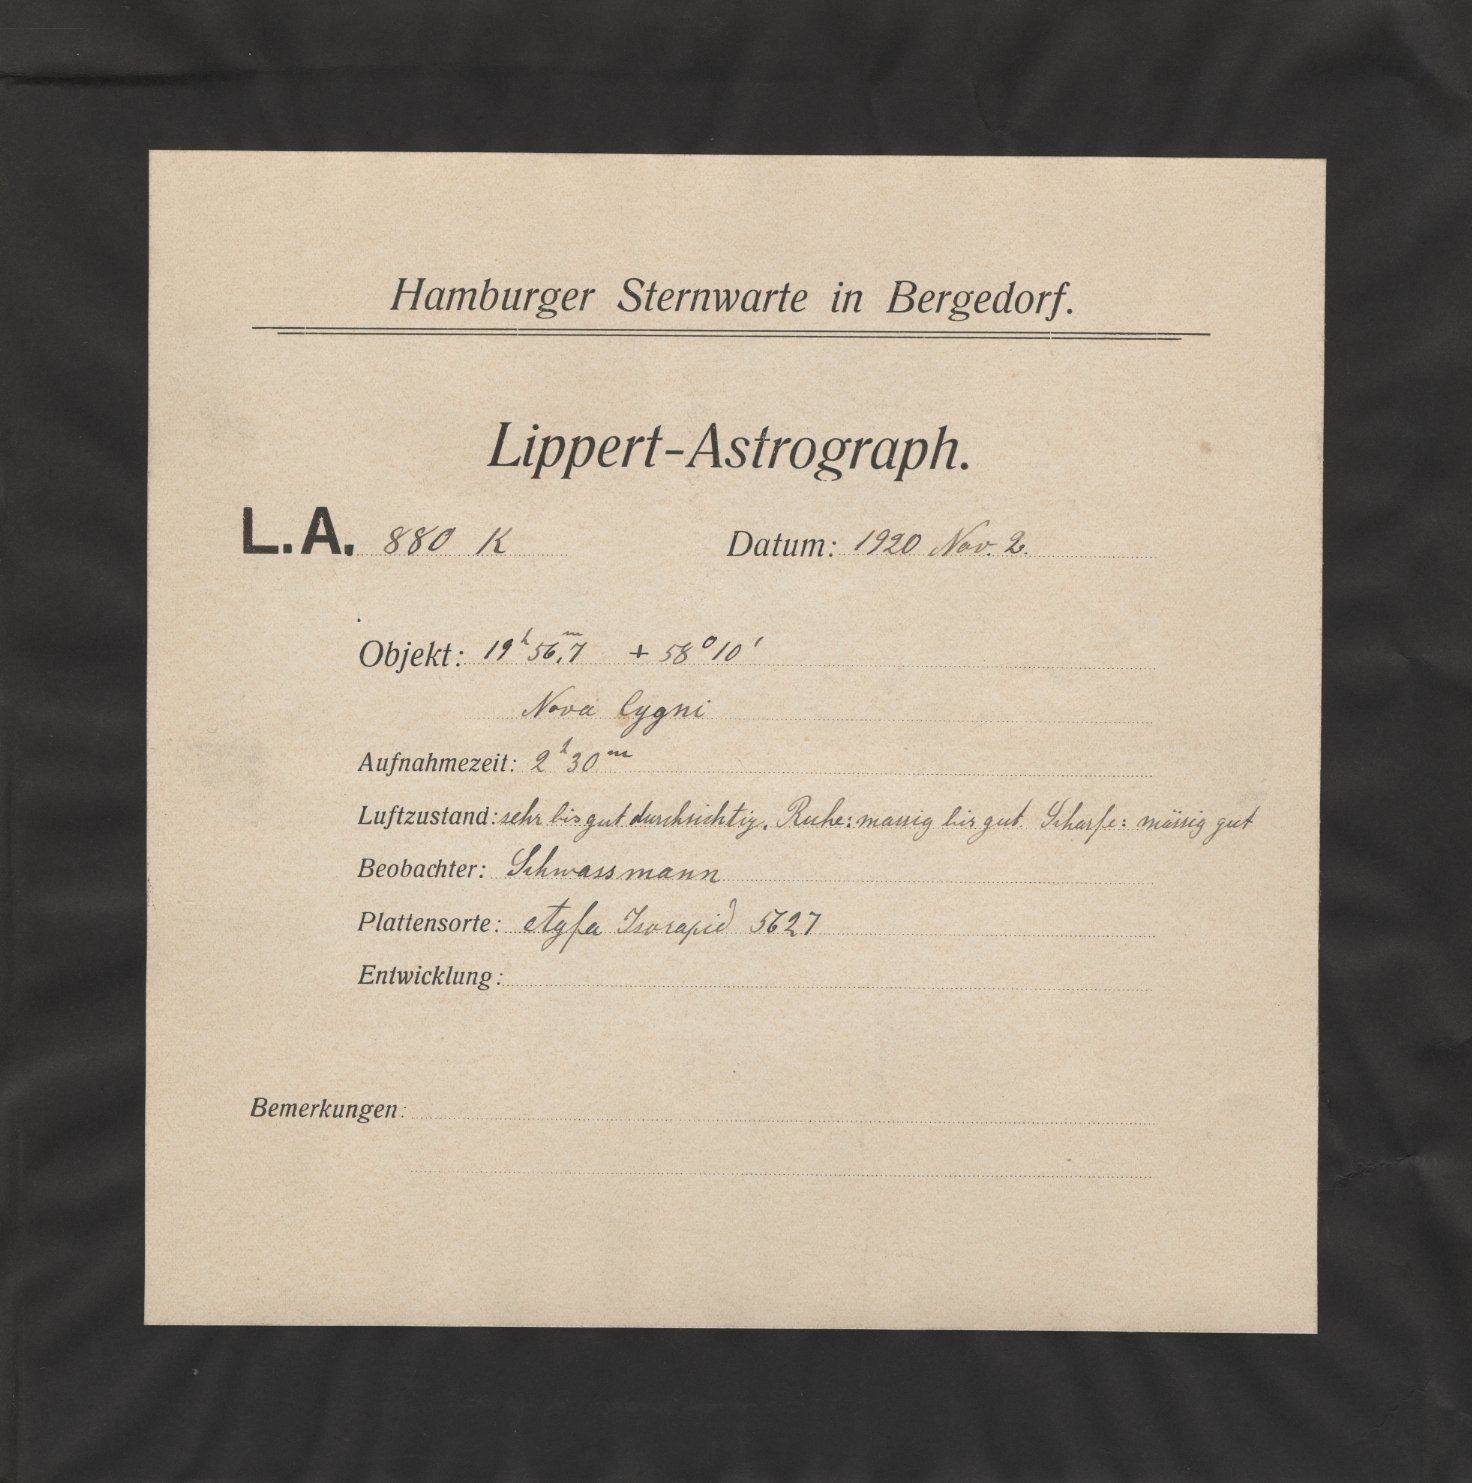 Hamburger Sternwarte in Bergedorf.
Lippert-Astrograph.
L.A. 880 K Datum: 1920 Nov. 2.
Objekt: 19ʰ 56,ᵐ7 + 58° 10'
Nova Cygni
Aufnahmezeit: 2ʰ 30ᵐ
Luftzustand: sehr bis gut durchsichtig. Ruhe: mässig bis gut Schärfe: mässig gut
Beobachter: Schwassmann
Plattensorte: Agfa Isorapid 5627
Entwicklung:
Bemerkungen: